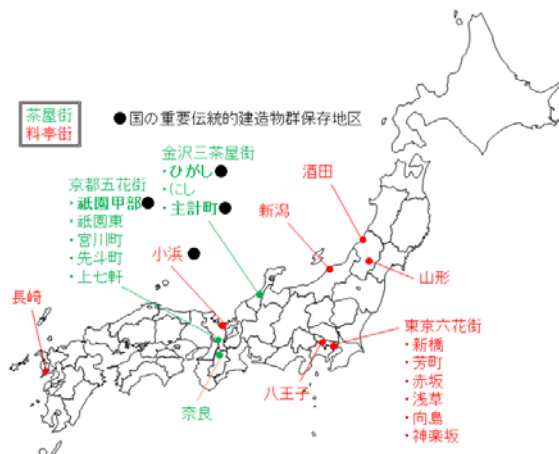 茶屋街
料亭街
●国の重要伝統的建造物群保存地区
金沢三茶屋街
・ひがし●
・にし
・主計町●
京都五花街
・祇園甲部●
・祇園東
・宮川町
・先斗町
・上七軒
小浜●
酒田
新潟
山形
長崎
奈良
八王子
東京六花街
・新橋
・芳町
・赤坂
・浅草
・向島
・神楽坂